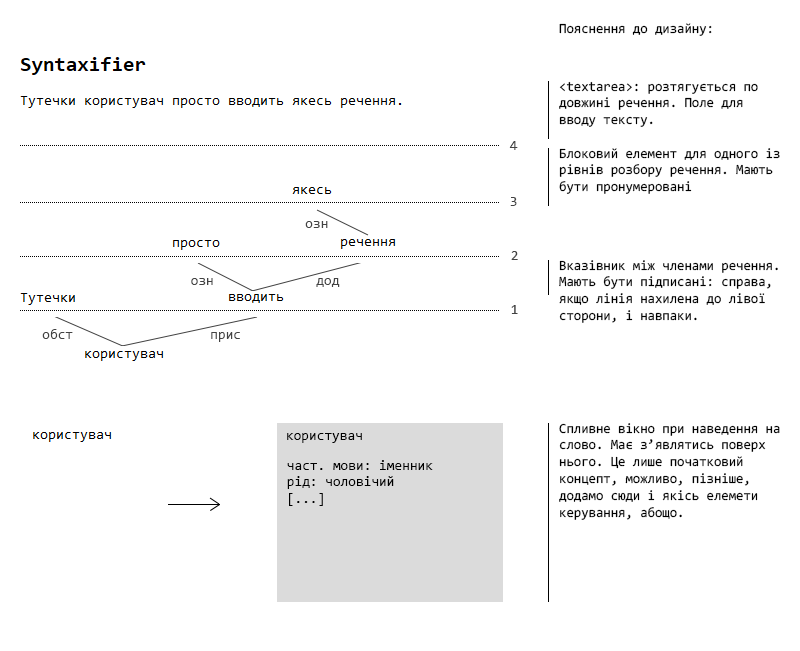 Пояснення до дизайну:
Syntaxifier
<textarea>: розтягується по
довжині речення. Поле для
вводу тексту.
Тутечки користувач просто вводить якесь речення.
4
Блоковий елемент для одного із
рівнів розбору речення. Мають
бути пронумеровані
якесь
3
озн
просто речення
2
Вказівник між членами речення.
Мають бути підписані: справа,
якщо лінія нахилена до лівої
сторони, і навпаки.
озн дод
Тутечки вводить
1
обст прис
користувач
користувач
користувач
част. мови: іменник
рід: чоловічий
[...]
Спливне вікно при наведення на
слово. Має з’являтись поверх
нього. Це лише початковий
концепт, можливо, пізніше,
додамо сюди і якісь елемети
керування, абощо.